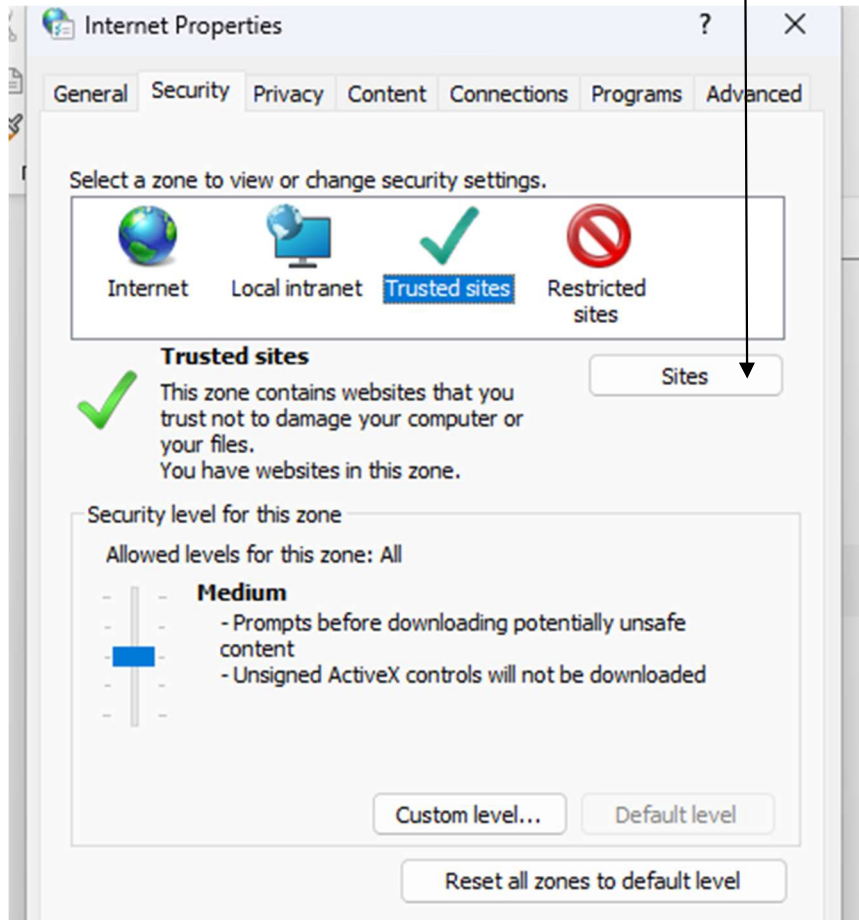 Internet Properties ?
General Security Privacy Content Connections Programs Advanced
Select a zone to view or change security settings.
Internet Local intranet Trusted sites Restricted
sites
Trusted sites
Sites
This zone contains websites that you
trust not to damage your computer or
your files.
You have websites in this zone.
Security level for this zone
Allowed levels for this zone: All
Medium
- Prompts before downloading potentially unsafe
content
- Unsigned ActiveX controls will not be downloaded
Custom level... Default level
Reset all zones to default level